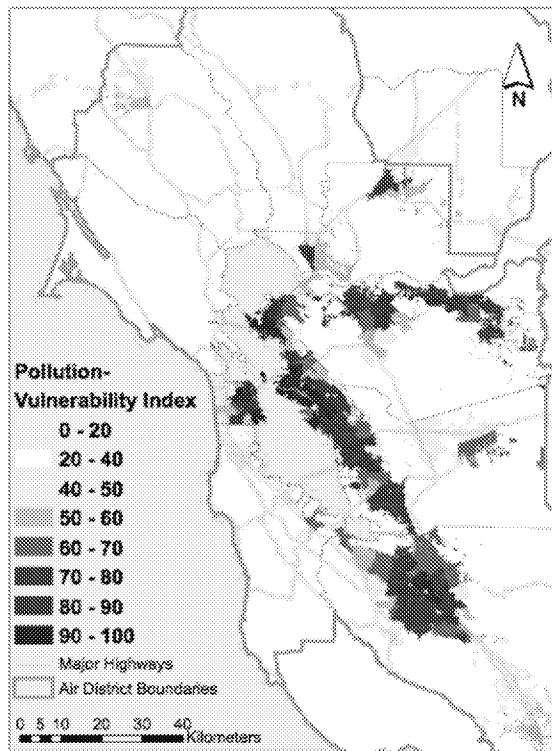 N
Pollution-
Vulnerability Index
0 - 20
20 - 40
40 - 50
50 - 60
60 - 70
70 - 80
80 - 90
90 - 100
Major Highways
Air District Boundaries
0 5 10 20 30 40
Kilometers